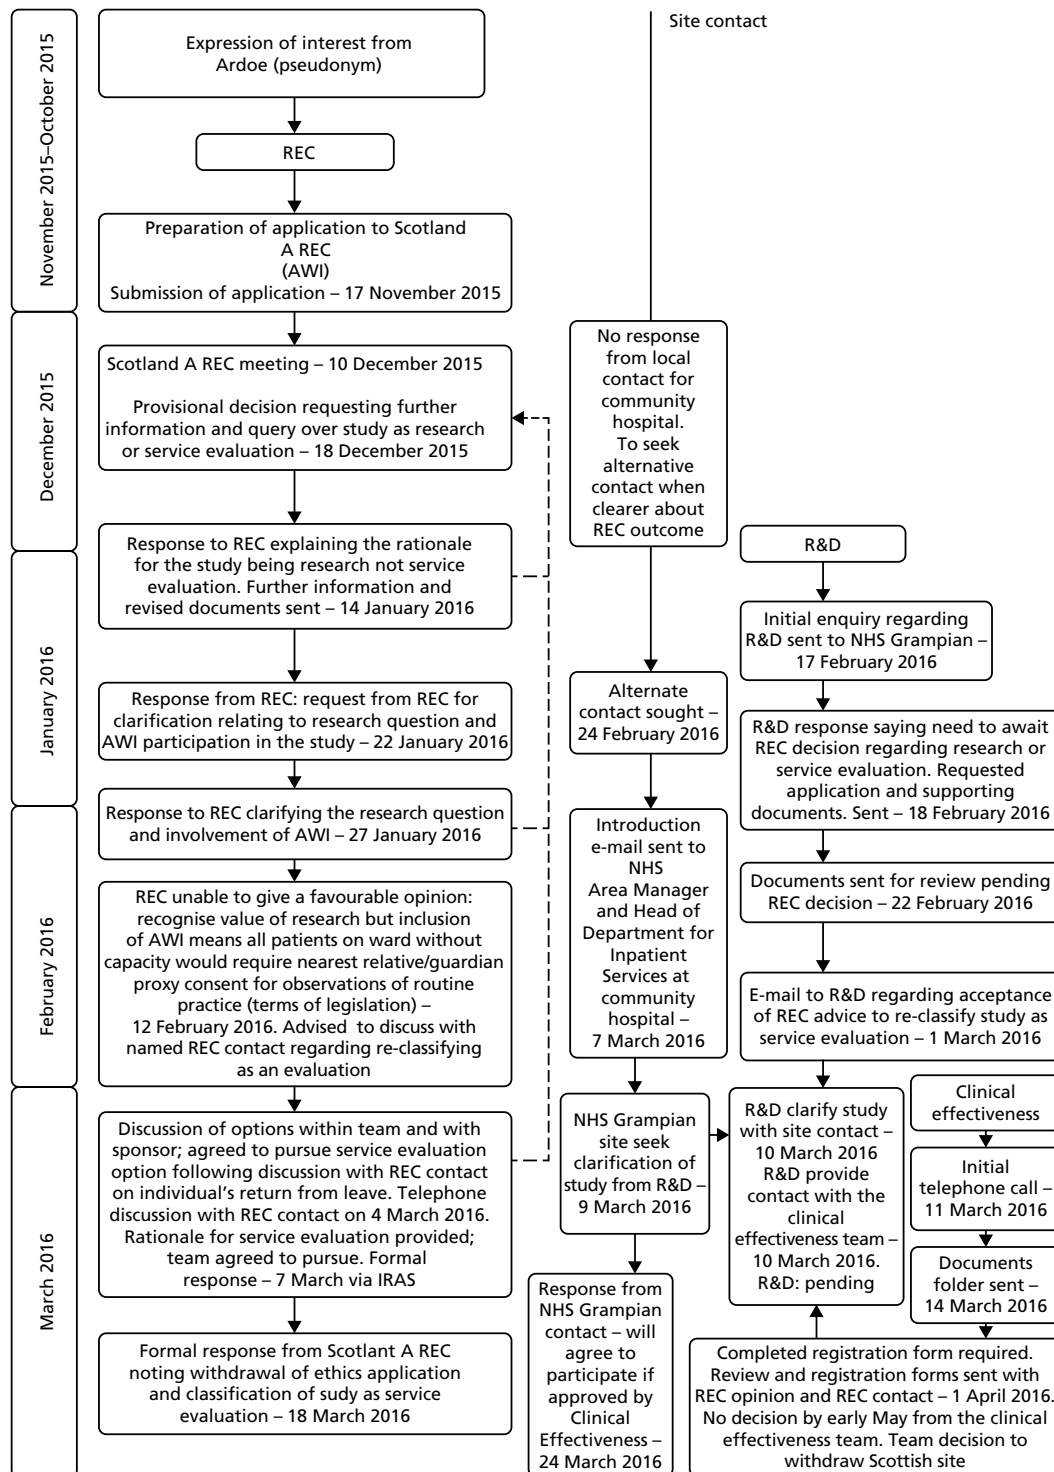 November 2015–October 2015
December 2015
January 2016
February 2016
March 2016
Expression of interest from
Ardoe (pseudonym)
REC
Preparation of application to Scotland
A REC
(AWI)
Submission of application – 17 November 2015
Scotland A REC meeting – 10 December 2015
Provisional decision requesting further
information and query over study as research
or service evaluation – 18 December 2015
Response to REC explaining the rationale
for the study being research not service
evaluation. Further information and
revised documents sent – 14 January 2016
Response from REC: request from REC for
clarification relating to research question and
AWI participation in the study – 22 January 2016
Response to REC clarifying the research question
and involvement of AWI – 27 January 2016
REC unable to give a favourable opinion:
recognise value of research but inclusion
of AWI means all patients on ward without
capacity would require nearest relative/guardian
proxy consent for observations of routine
practice (terms of legislation) –
12 February 2016. Advised to discuss with
named REC contact regarding re-classifying
as an evaluation
Discussion of options within team and with
sponsor; agreed to pursue service evaluation
option following discussion with REC contact
on individual's return from leave. Telephone
discussion with REC contact on 4 March 2016.
Rationale for service evaluation provided;
team agreed to pursue. Formal
response – 7 March via IRAS
Formal response from Scotlant A REC
noting withdrawal of ethics application
and classification of sudy as service
evaluation – 18 March 2016
Site contact
No response
from local
contact for
community
hospital.
To seek
alternative
contact when
clearer about
REC outcome
Alternate
contact sought –
24 February 2016
Introduction
e-mail sent to
NHS
Area Manager
and Head of
Department for
Inpatient
Services at
community
hospital –
7 March 2016
NHS Grampian
site seek
clarification of
study from R&D –
9 March 2016
Response from
NHS Grampian
contact – will
agree to
participate if
approved by
Clinical
Effectiveness –
24 March 2016
R&D
Initial enquiry regarding
R&D sent to NHS Grampian –
17 February 2016
R&D response saying need to await
REC decision regarding research or
service evaluation. Requested
application and supporting
documents. Sent – 18 February 2016
Documents sent for review pending
REC decision – 22 February 2016
E-mail to R&D regarding acceptance
of REC advice to re-classify study as
service evaluation – 1 March 2016
R&D clarify study
with site contact –
10 March 2016
R&D provide
contact with the
clinical
effectiveness team –
10 March 2016.
R&D: pending
Clinical
effectiveness
Initial
telephone call –
11 March 2016
Documents
folder sent –
14 March 2016
Completed registration form required.
Review and registration forms sent with
REC opinion and REC contact – 1 April 2016.
No decision by early May from the clinical
effectiveness team. Team decision to
withdraw Scottish site